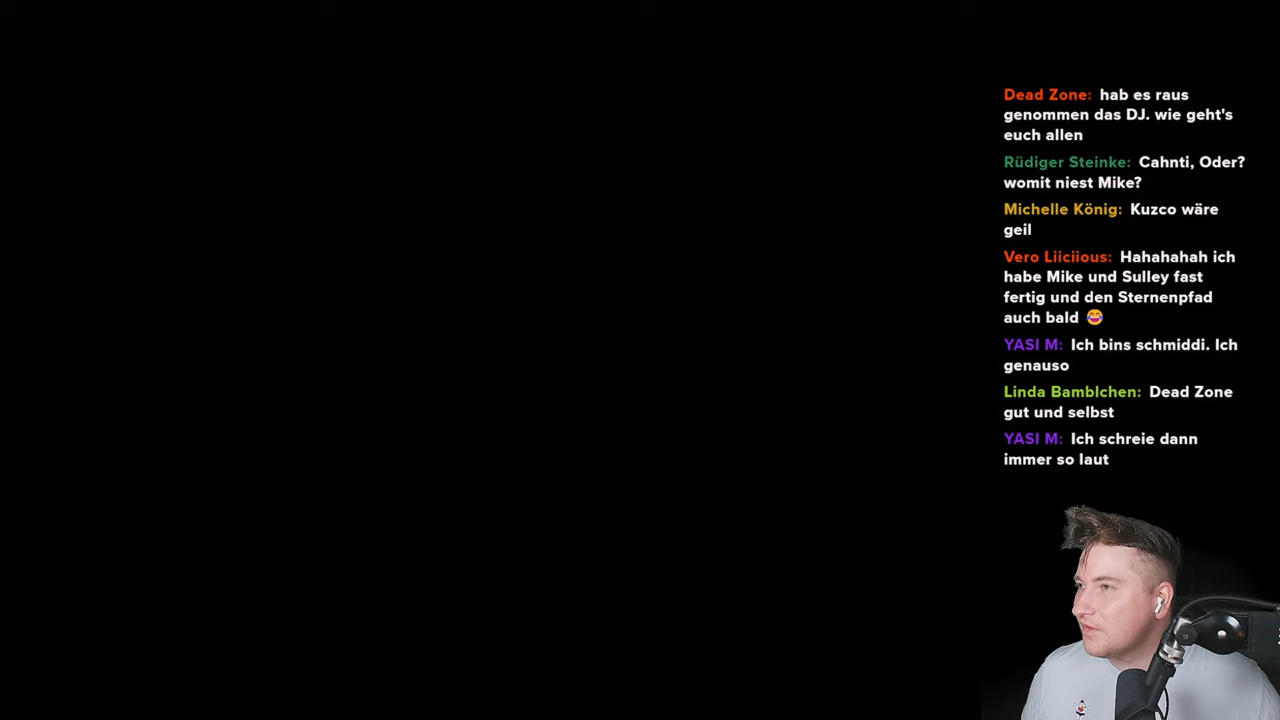 Dead Zone: hab es raus
genommen das DJ. wie geht's
euch allen
Rüdiger Steinke: Cahnti, Oder?
womit niest Mike?
Michelle König: Kuzco wäre
geil
Vero Liiciious: Hahahahah ich
habe Mike und Sulley fast
fertig und den Sternenpfad
auch bald 😂
YASI M: Ich bins schmiddi. Ich
genauso
Linda Bamblchen: Dead Zone
gut und selbst
YASI M: Ich schreie dann
immer so laut